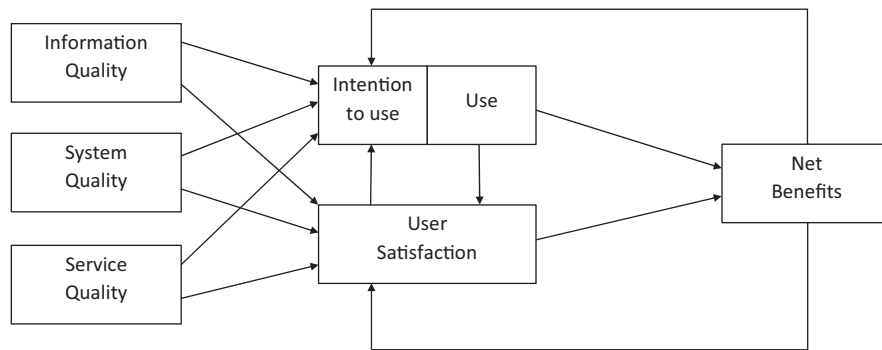 Information
Quality
System
Quality
Service
Quality
Intention
to use
Use
User
Satisfaction
Net
Benefits